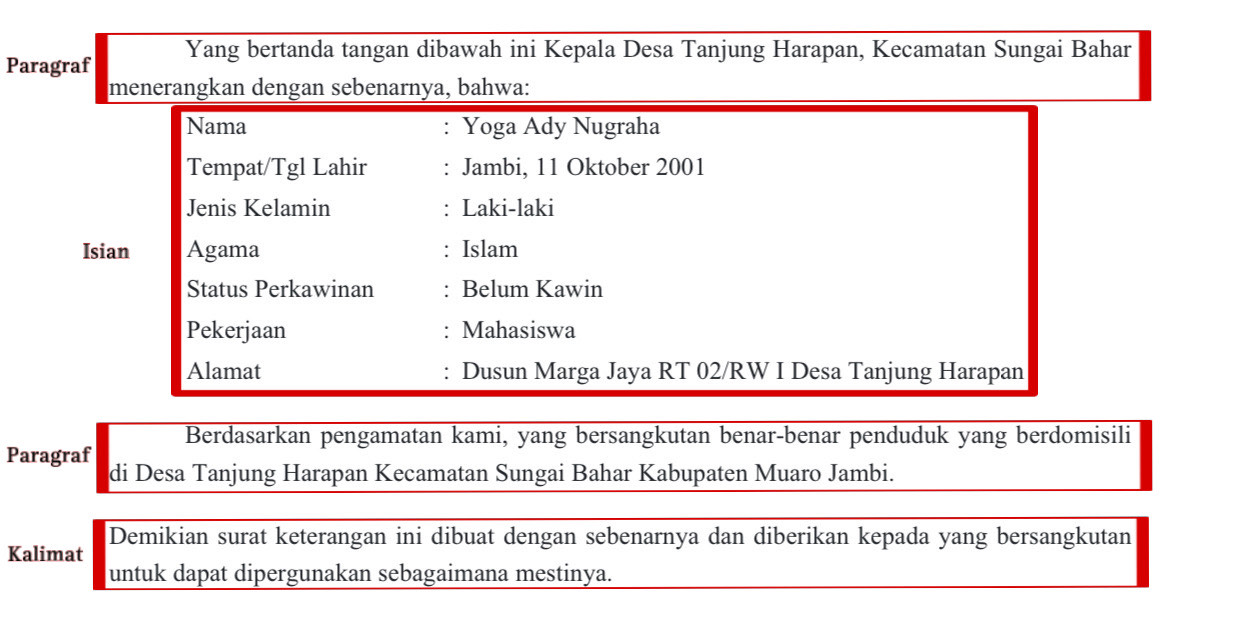 Paragraf
Yang bertanda tangan dibawah ini Kepala Desa Tanjung Harapan, Kecamatan Sungai Bahar
menerangkan dengan sebenarnya, bahwa:
Isian
Nama : Yoga Ady Nugraha
Tempat/Tgl Lahir : Jambi, 11 Oktober 2001
Jenis Kelamin : Laki-laki
Agama : Islam
Status Perkawinan : Belum Kawin
Pekerjaan : Mahasiswa
Alamat : Dusun Marga Jaya RT 02/RW I Desa Tanjung Harapan
Paragraf
Berdasarkan pengamatan kami, yang bersangkutan benar-benar penduduk yang berdomisili
di Desa Tanjung Harapan Kecamatan Sungai Bahar Kabupaten Muaro Jambi.
Kalimat
Demikian surat keterangan ini dibuat dengan sebenarnya dan diberikan kepada yang bersangkutan
untuk dapat dipergunakan sebagaimana mestinya.